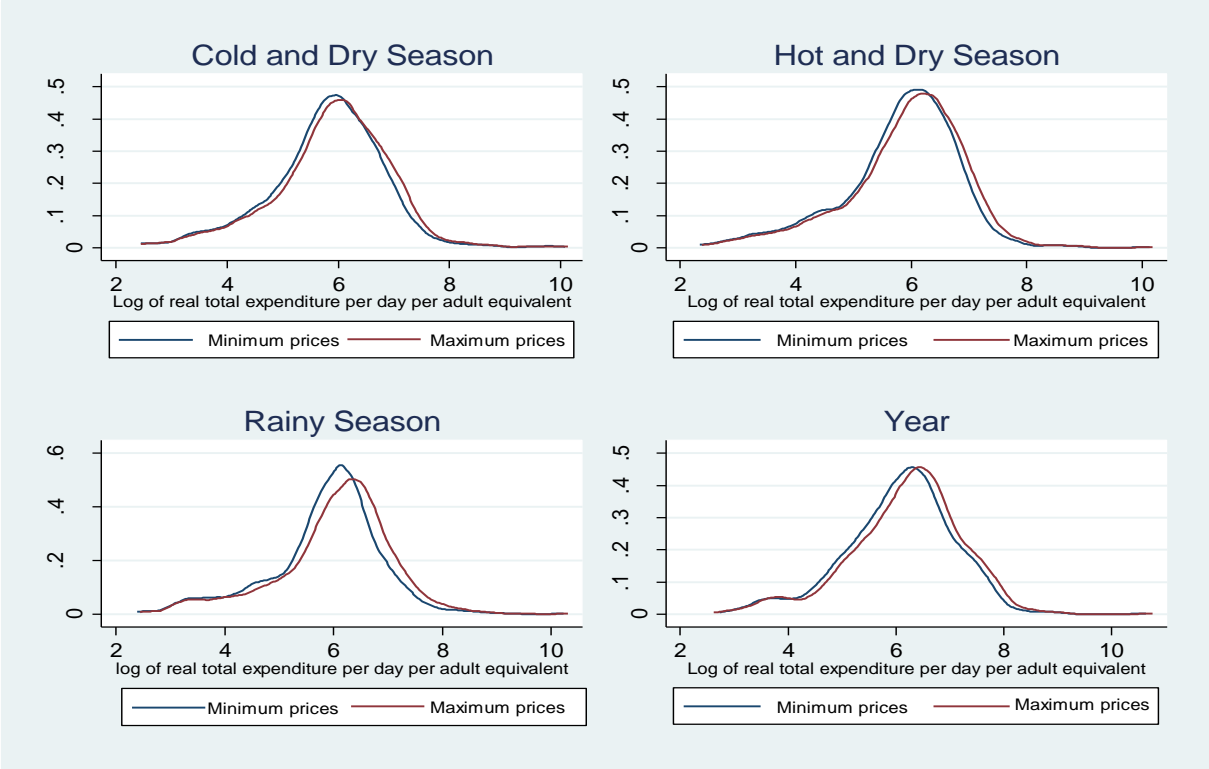 Cold and Dry Season
.5
.4
.3
.2
.1
0
2 4 6 8 10
Log of real total expenditure per day per adult equivalent
Minimum prices Maximum prices
Hot and Dry Season
.5
.4
.3
.2
.1
0
2 4 6 8 10
Log of real total expenditure per day per adult equivalent
Minimum prices Maximum prices
Rainy Season
.6
.4
.2
0
2 4 6 8 10
log of real total expenditure per day per adult equivalent
Minimum prices Maximum prices
Year
.5
.4
.3
.2
.1
0
2 4 6 8 10
Log of real total expenditure per day per adult equivalent
Minimum prices Maximum prices